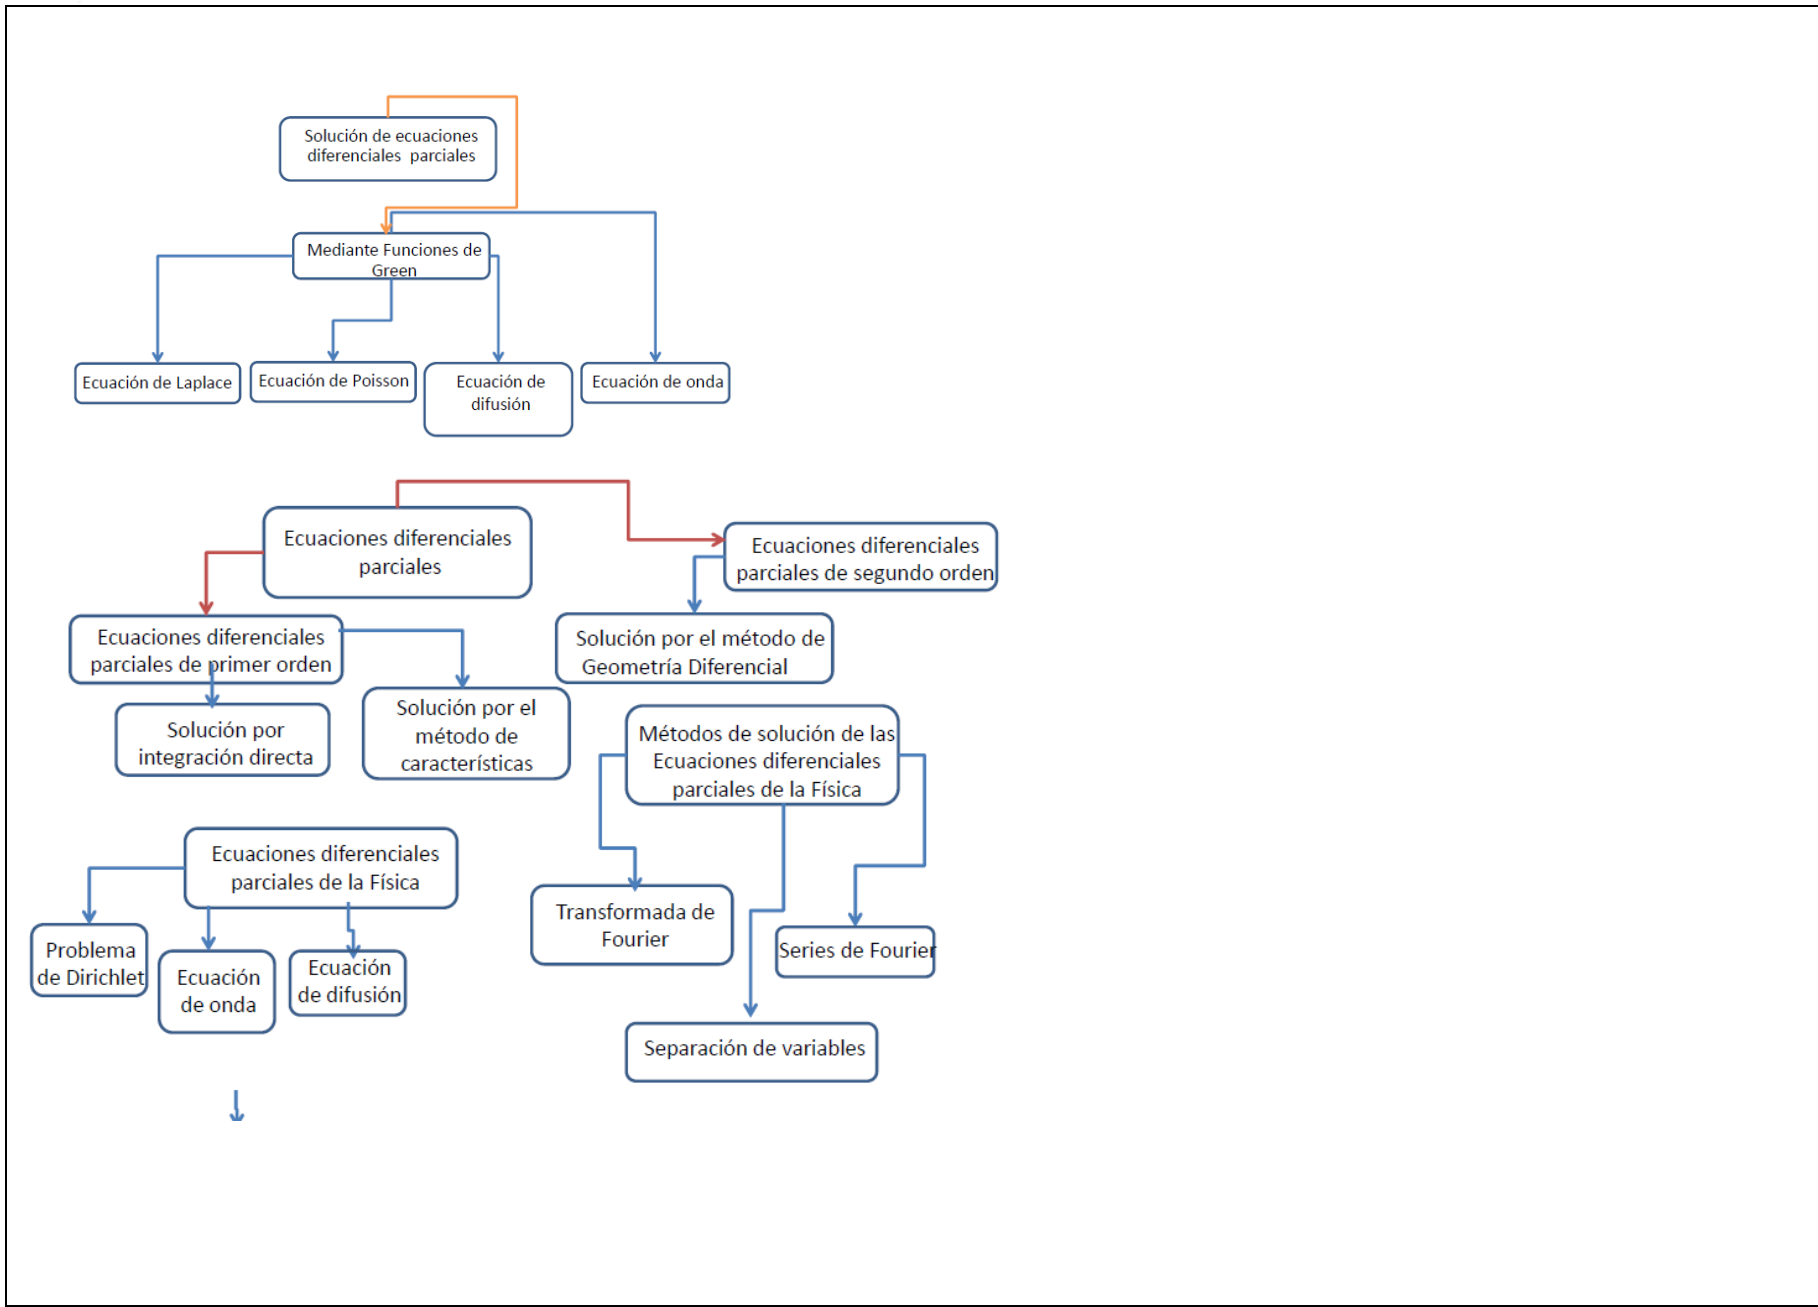 Solución de ecuaciones
diferenciales parciales
Mediante Funciones de
Green
Ecuación de Laplace
Ecuación de Poisson
Ecuación de
difusión
Ecuación de onda
Ecuaciones diferenciales
parciales
Ecuaciones diferenciales
parciales de segundo orden
Ecuaciones diferenciales
parciales de primer orden
Solución por el método de
Geometría Diferencial
Solución por
integración directa
Solución por el
método de
características
Métodos de solución de las
Ecuaciones diferenciales
parciales de la Física
Ecuaciones diferenciales
parciales de la Física
Problema
de Dirichlet
Ecuación
de onda
Ecuación
de difusión
Transformada de
Fourier
Series de Fourier
Separación de variables